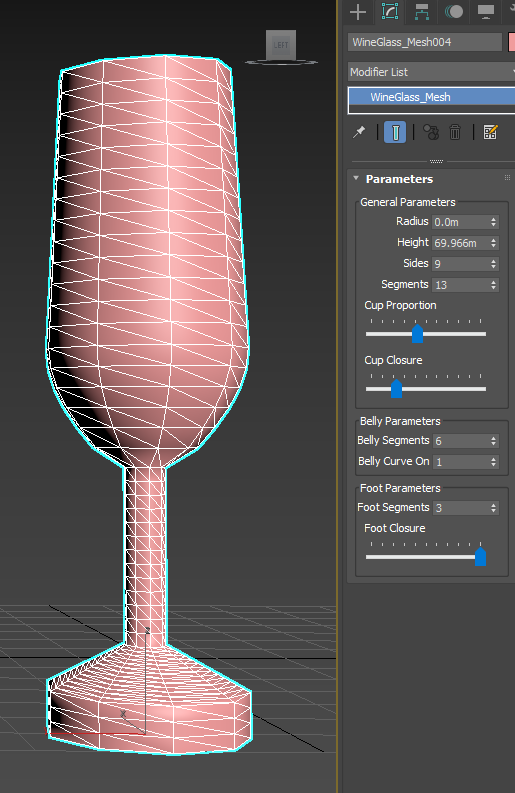 LEFT
WineGlass_Mesh004
Modifier List
WineGlass_Mesh
Parameters
General Parameters
Radius 0.0m
Height 69.966m
Sides 9
Segments 13
Cup Proportion
Cup Closure
Belly Parameters
Belly Segments 6
Belly Curve On 1
Foot Parameters
Foot Segments 3
Foot Closure
Z